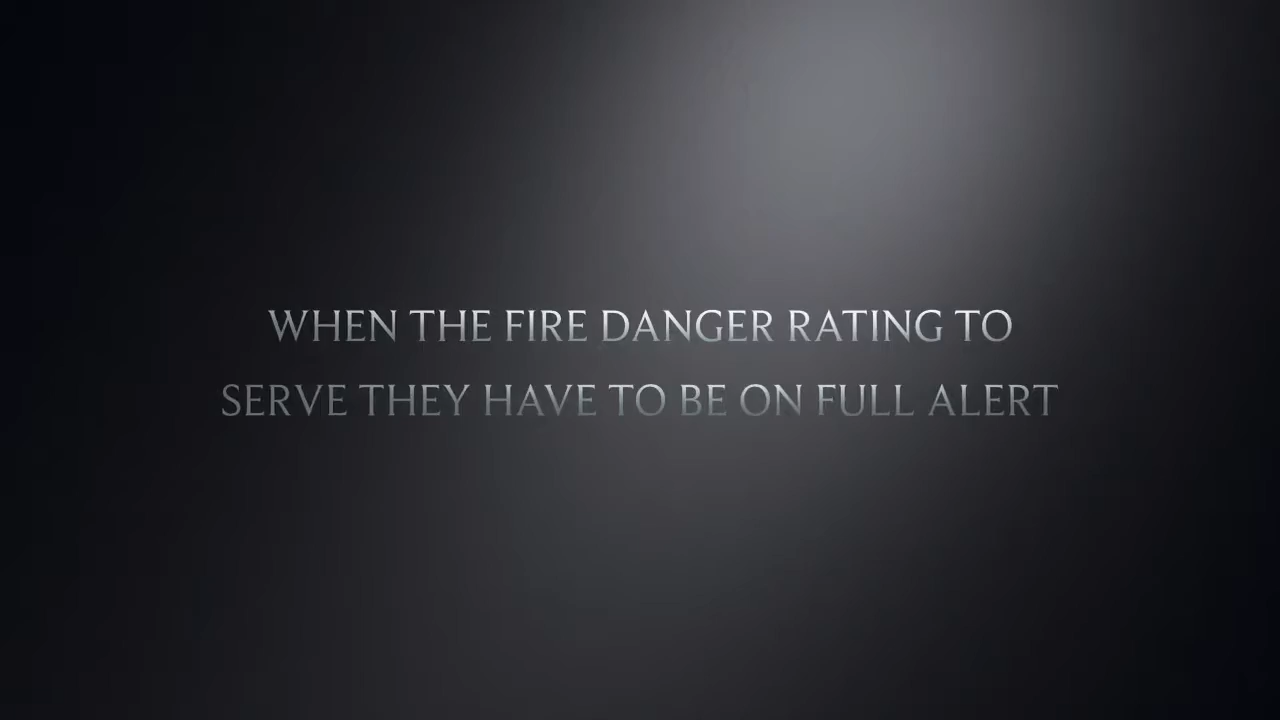 WHEN THE FIRE DANGER RATING TO
SERVE THEY HAVE TO BE ON FULL ALERT